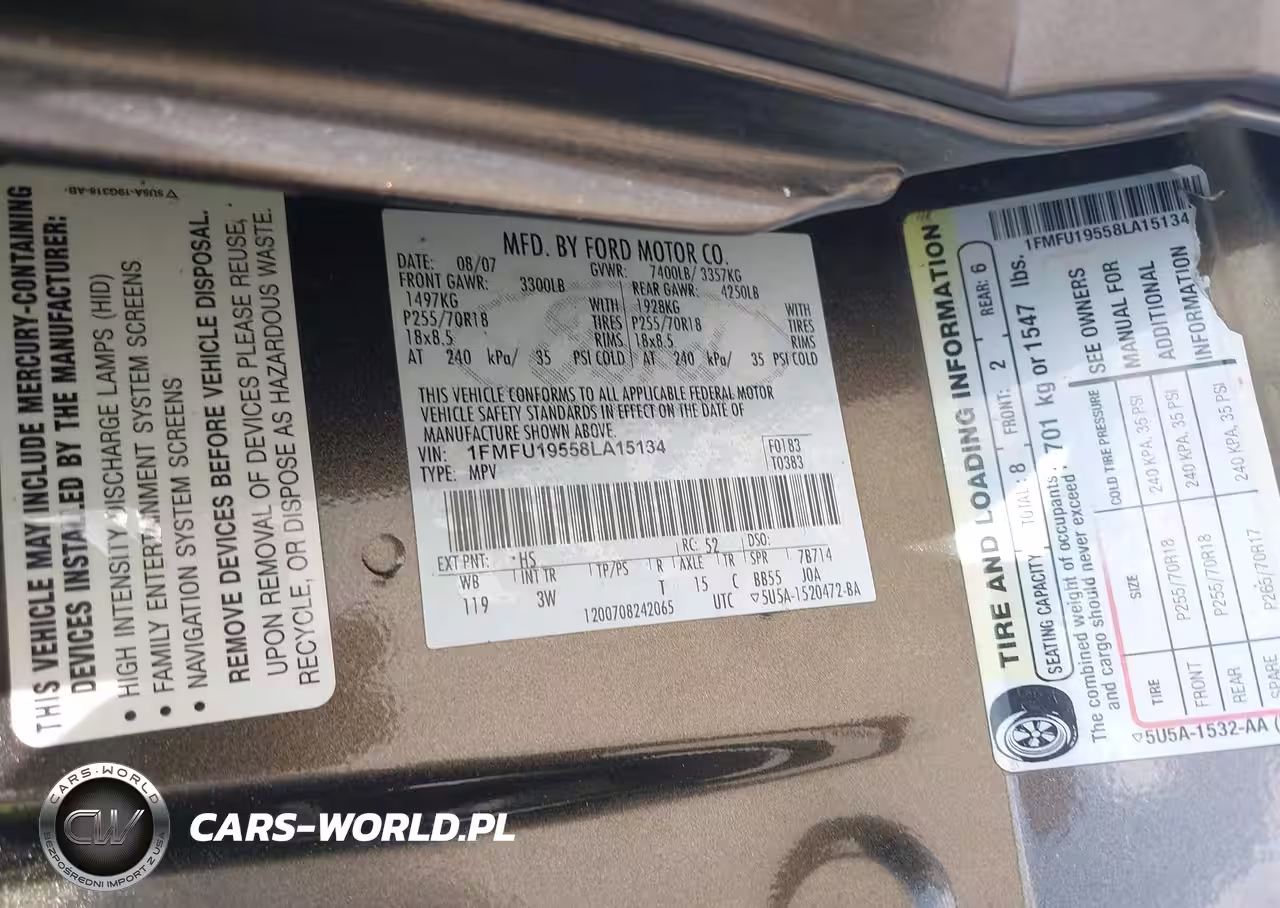 ▽5U5A-19G318-AB
THIS VEHICLE MAY INCLUDE MERCURY-CONTAINING
DEVICES INSTALLED BY THE MANUFACTURER:
• HIGH INTENSITY DISCHARGE LAMPS (HID)
• FAMILY ENTERTAINMENT SYSTEM SCREENS
• NAVIGATION SYSTEM SCREENS
REMOVE DEVICES BEFORE VEHICLE DISPOSAL.
UPON REMOVAL OF DEVICES PLEASE REUSE,
RECYCLE, OR DISPOSE AS HAZARDOUS WASTE.
MFD. BY FORD MOTOR CO.
DATE: 08/07 GVWR: 7400LB/ 3357KG
FRONT GAWR: 3300LB REAR GAWR: 4250LB
1497KG WITH 1928KG WITH
P255/70R18 TIRES P255/70R18 TIRES
18x8.5 RIMS 18x8.5 RIMS
AT 240 kPa/ 35 PSI COLD AT 240 kPa/ 35 PSI COLD
THIS VEHICLE CONFORMS TO ALL APPLICABLE FEDERAL MOTOR
VEHICLE SAFETY STANDARDS IN EFFECT ON THE DATE OF
MANUFACTURE SHOWN ABOVE.
VIN: 1FMFU19558LA15134 F0183
TYPE: MPV T0383
EXT PNT: HS RC: 52 DSO:
WB INT TR TP/PS R AXLE TR SPR 7B714
119 3W T 15 C BB55 JOA
1200708242065 UTC ▽5U5A-1520472-BA
1FMFU19558LA15134
TIRE AND LOADING INFORMATION
SEATING CAPACITY TOTAL: 8 FRONT: 2 REAR: 6
The combined weight of occupants
and cargo should never exceed : 701 kg or 1547 lbs.
TIRE SIZE COLD TIRE PRESSURE
FRONT P255/70R18 240 KPA, 35 PSI
REAR P255/70R18 240 KPA, 35 PSI
SPARE P265/70R17 240 KPA, 35 PSI
SEE OWNERS
MANUAL FOR
ADDITIONAL
INFORMATION
▽5U5A-1532-AA (
CARS-WORLD
CW
BEZPOŚREDNI IMPORT Z USA
CARS-WORLD.PL